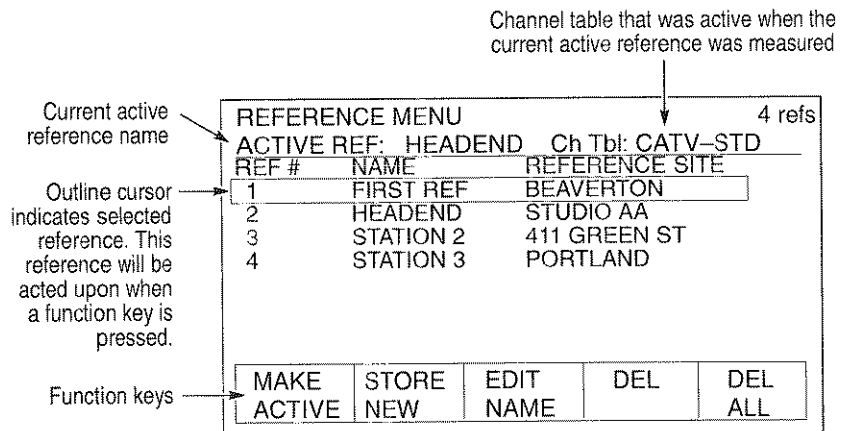 Channel table that was active when the
current active reference was measured
Current active
reference name
REFERENCE MENU 4 refs
ACTIVE REF: HEADEND Ch Tbl: CATV–STD
REF # NAME REFERENCE SITE
1 FIRST REF BEAVERTON
2 HEADEND STUDIO AA
3 STATION 2 411 GREEN ST
4 STATION 3 PORTLAND
Outline cursor
indicates selected
reference. This
reference will be
acted upon when
a function key is
pressed.
Function keys
MAKE STORE EDIT DEL DEL
ACTIVE NEW NAME ALL